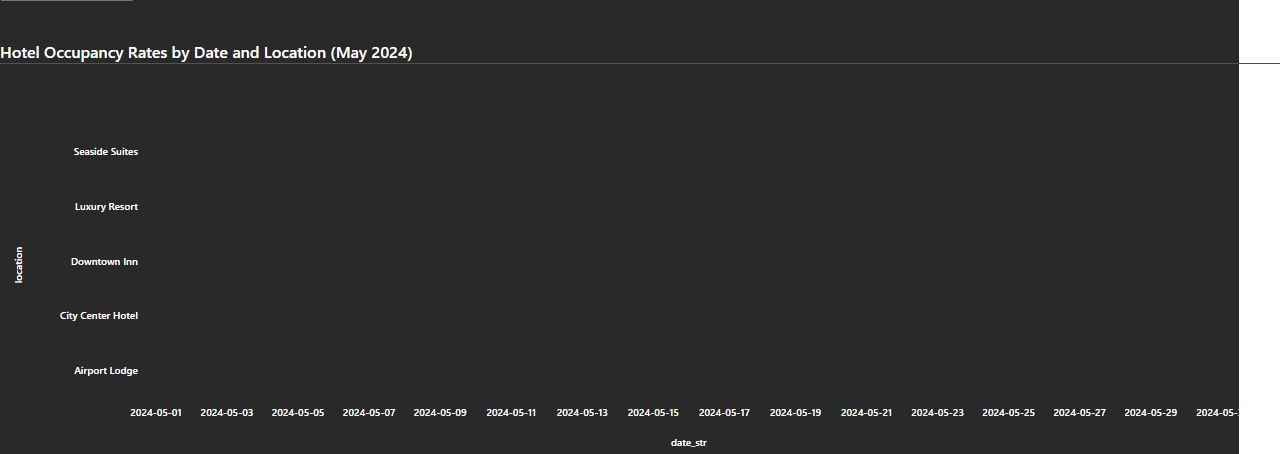 Hotel Occupancy Rates by Date and Location (May 2024)
Seaside Suites
Luxury Resort
location
Downtown Inn
City Center Hotel
Airport Lodge
2024-05-01 2024-05-03 2024-05-05 2024-05-07 2024-05-09 2024-05-11 2024-05-13 2024-05-15 2024-05-17 2024-05-19 2024-05-21 2024-05-23 2024-05-25 2024-05-27 2024-05-29
date_str